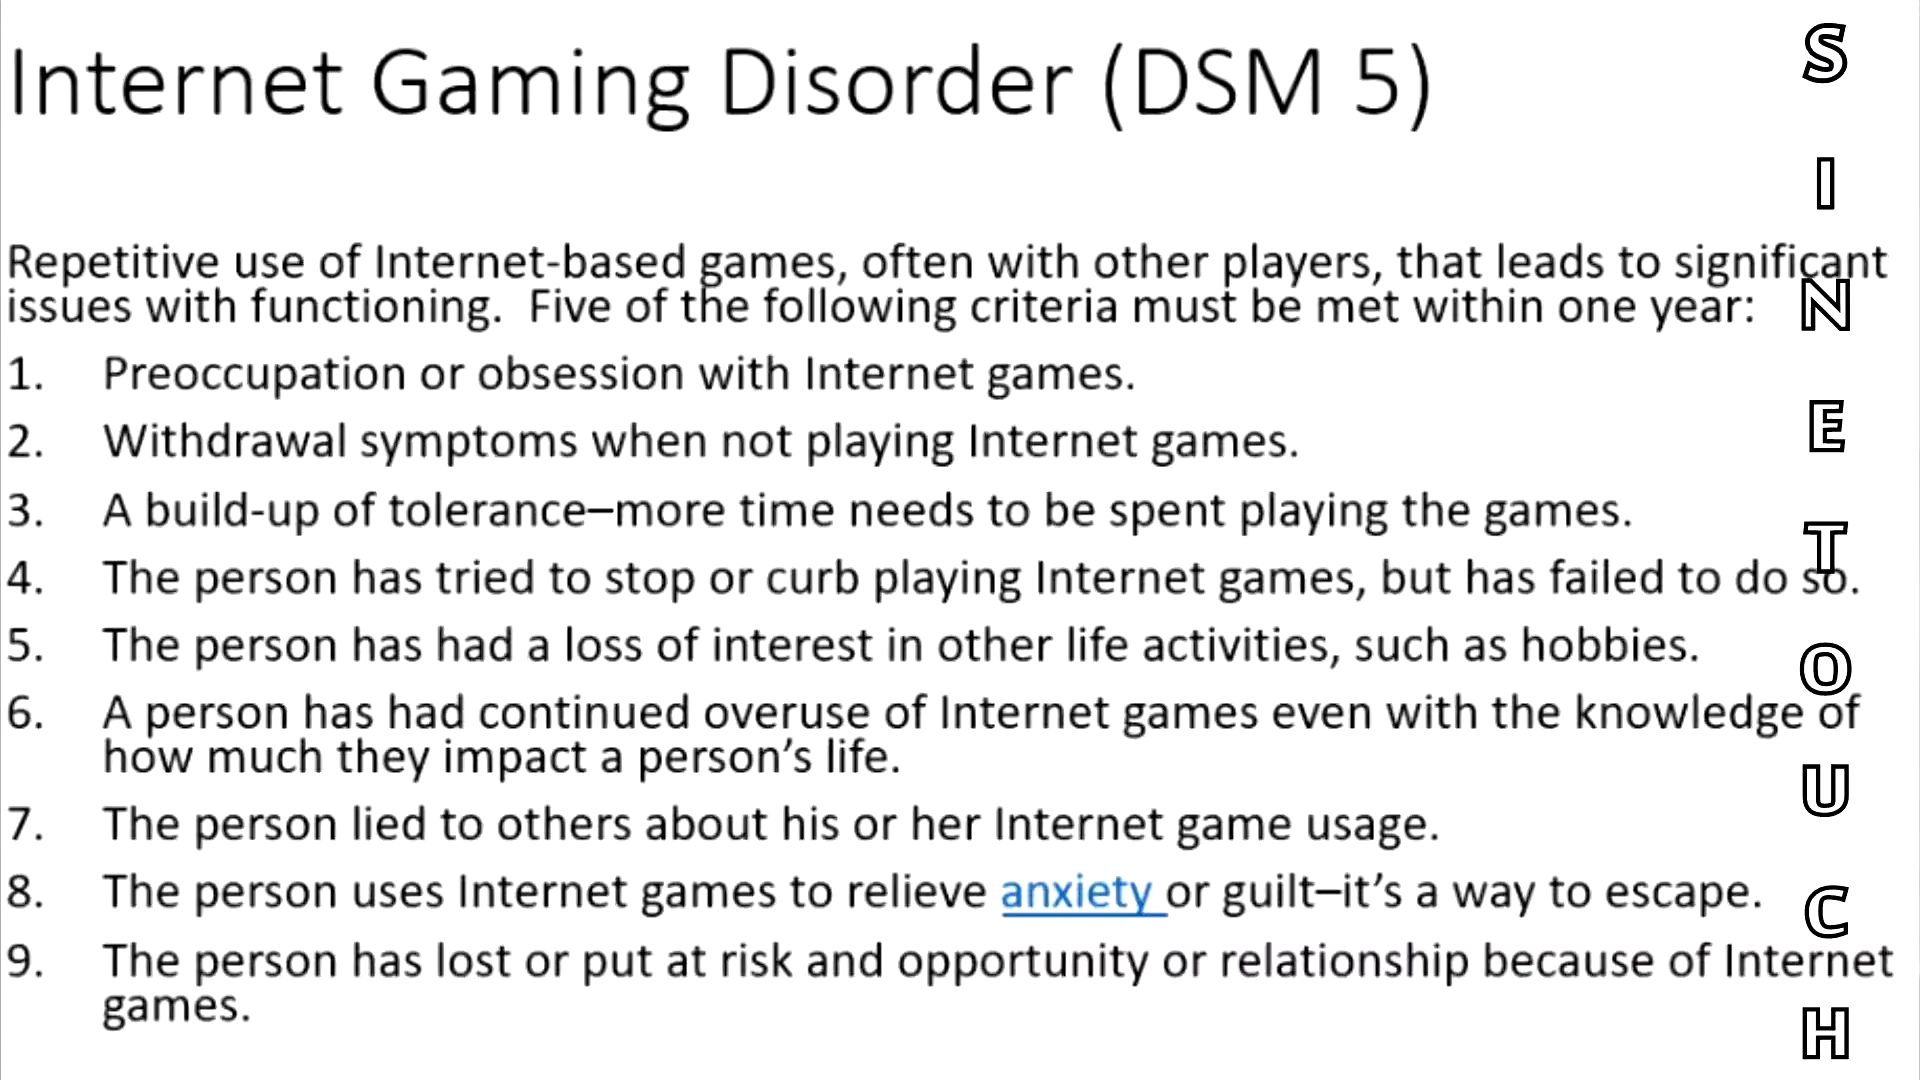 Internet Gaming Disorder (DSM 5)
Repetitive use of Internet-based games, often with other players, that leads to significant
issues with functioning.  Five of the following criteria must be met within one year:
1. Preoccupation or obsession with Internet games.
2. Withdrawal symptoms when not playing Internet games.
3. A build-up of tolerance–more time needs to be spent playing the games.
4. The person has tried to stop or curb playing Internet games, but has failed to do so.
5. The person has had a loss of interest in other life activities, such as hobbies.
6. A person has had continued overuse of Internet games even with the knowledge of
how much they impact a person’s life.
7. The person lied to others about his or her Internet game usage.
8. The person uses Internet games to relieve anxiety or guilt–it’s a way to escape.
9. The person has lost or put at risk and opportunity or relationship because of Internet
games.
SINETOUCH